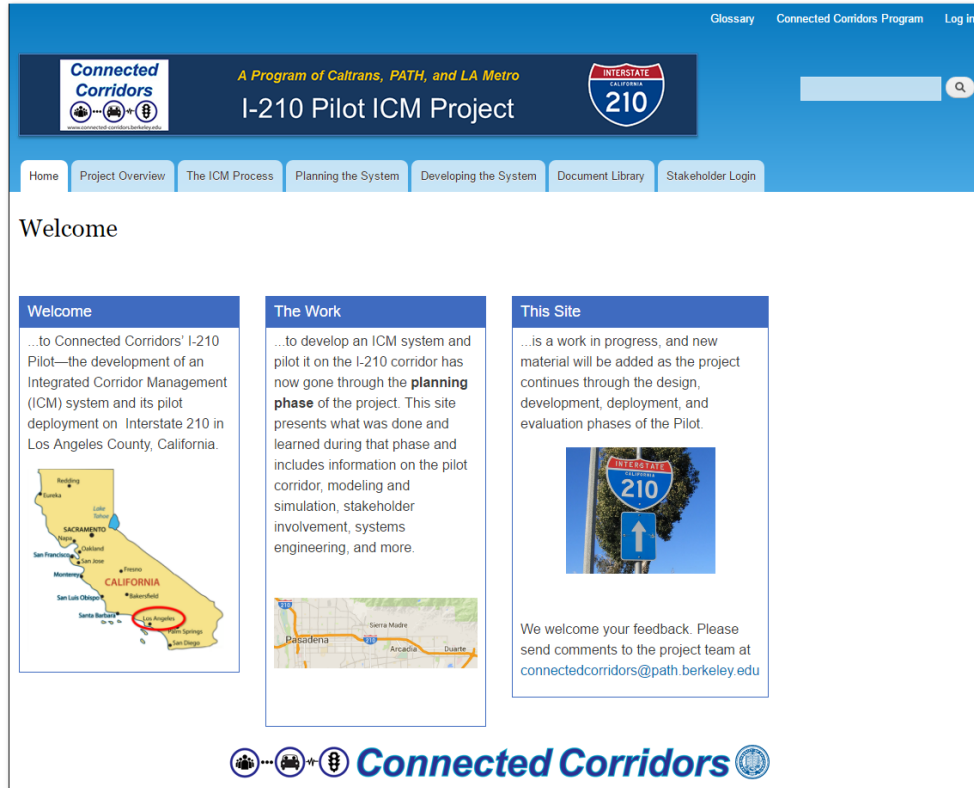 Glossary Connected Corridors Program Log in
Connected
Corridors
www.connected-corridors.berkeley.edu
A Program of Caltrans, PATH, and LA Metro
I-210 Pilot ICM Project
INTERSTATE
CALIFORNIA
210
Home Project Overview The ICM Process Planning the System Developing the System Document Library Stakeholder Login
Welcome
Welcome
...to Connected Corridors' I-210
Pilot—the development of an
Integrated Corridor Management
(ICM) system and its pilot
deployment on Interstate 210 in
Los Angeles County, California.
Redding
Eureka
Lake
Tahoe
SACRAMENTO
Napa
Oakland
San Francisco
San Jose
Fresno
Monterey
CALIFORNIA
San Luis Obispo
Bakersfield
Santa Barbara
Los Angeles
Palm Springs
San Diego
The Work
...to develop an ICM system and
pilot it on the I-210 corridor has
now gone through the planning
phase of the project. This site
presents what was done and
learned during that phase and
includes information on the pilot
corridor, modeling and
simulation, stakeholder
involvement, systems
engineering, and more.
210
Sierra Madre
Pasadena
210
Arcadia
Duarte
This Site
...is a work in progress, and new
material will be added as the project
continues through the design,
development, deployment, and
evaluation phases of the Pilot.
INTERSTATE
CALIFORNIA
210
We welcome your feedback. Please
send comments to the project team at
connectedcorridors@path.berkeley.edu
Connected Corridors